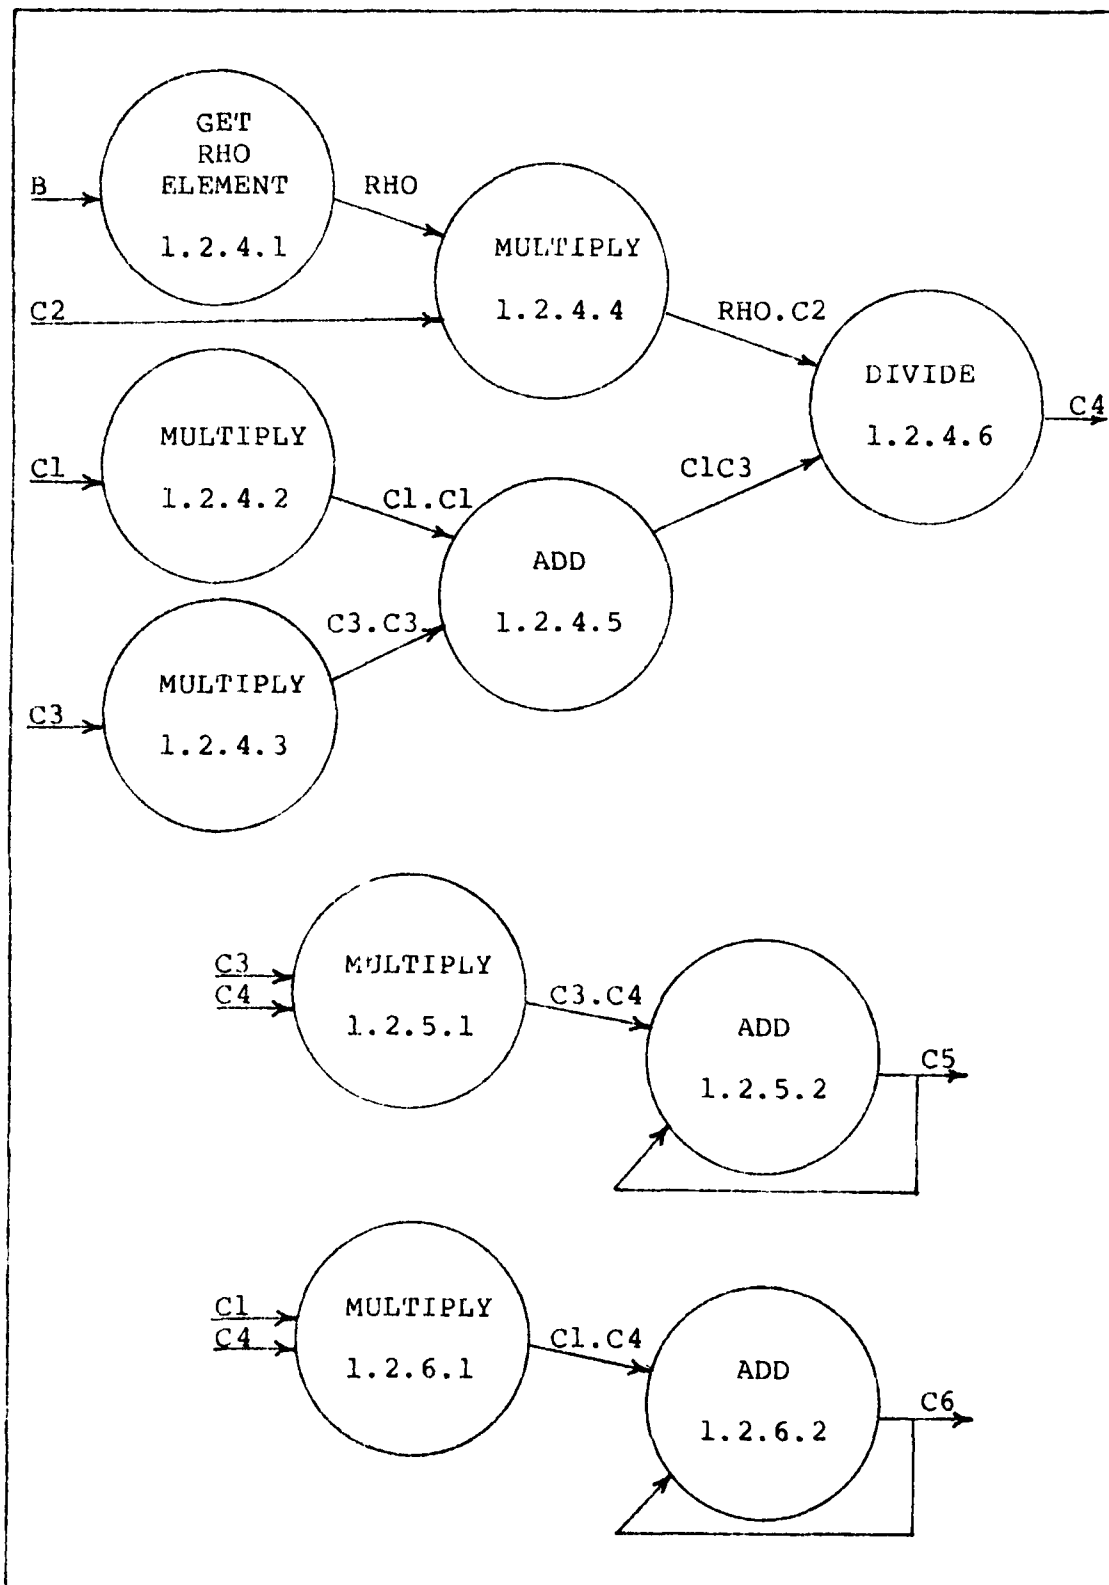 GET
RHO
ELEMENT
1.2.4.1
B
RHO
MULTIPLY
1.2.4.4
C2
RHO.C2
DIVIDE
1.2.4.6
C4
MULTIPLY
1.2.4.2
C1
C1.C1
C1C3
ADD
1.2.4.5
C3.C3
MULTIPLY
1.2.4.3
C3
C3
C4
MULTIPLY
1.2.5.1
C3.C4
ADD
1.2.5.2
C5
C1
C4
MULTIPLY
1.2.6.1
C1.C4
ADD
1.2.6.2
C6